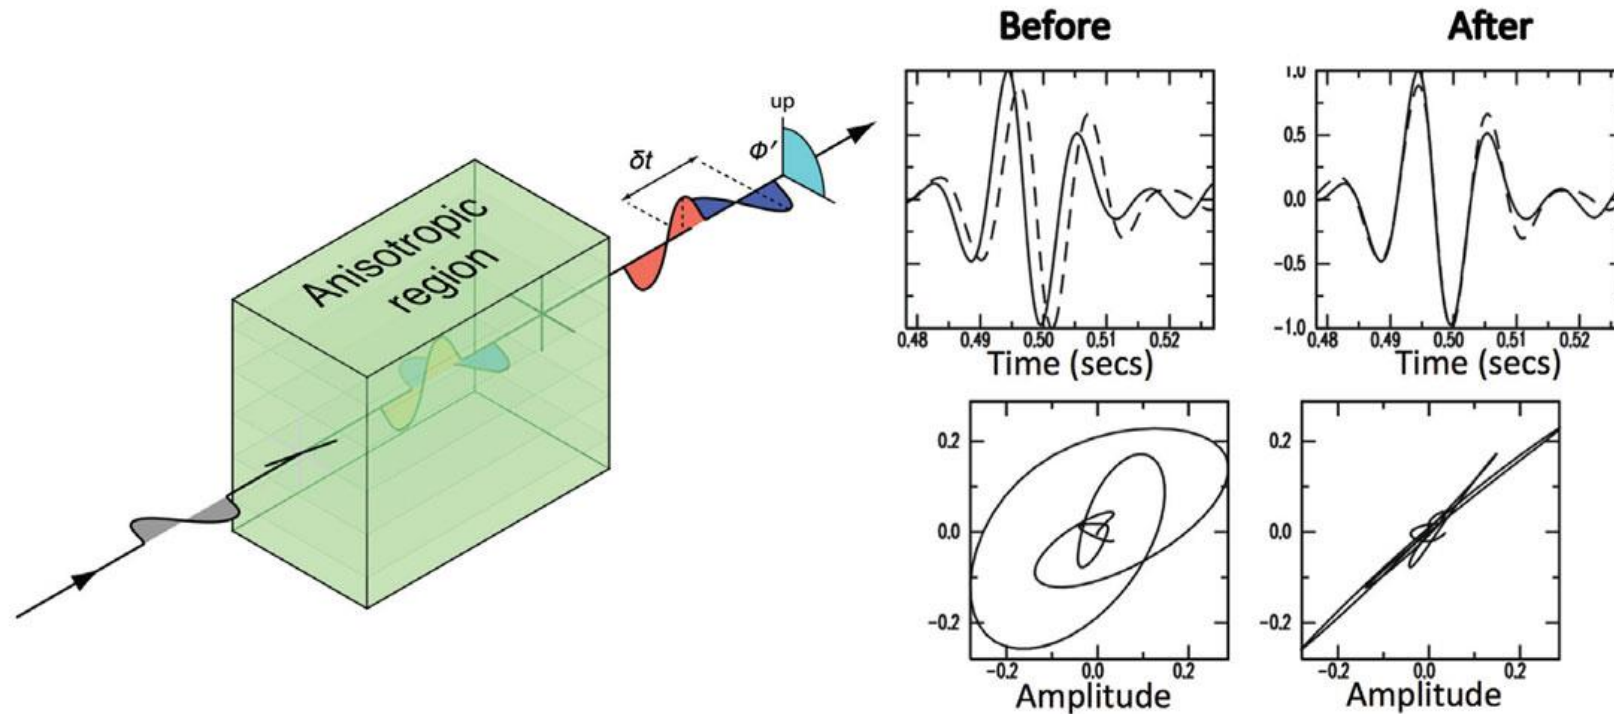 Before
After
up
δt
Φ′
Anisotropic
region
1.0
0.5
0.0
−0.5
−1.0
0.48 0.49 0.50 0.51 0.52
0.48 0.49 0.50 0.51 0.52
Time (secs)
Time (secs)
0.2
0.0
−0.2
0.2
0.0
−0.2
−0.2 0.0 0.2
−0.2 0.0 0.2
Amplitude
Amplitude